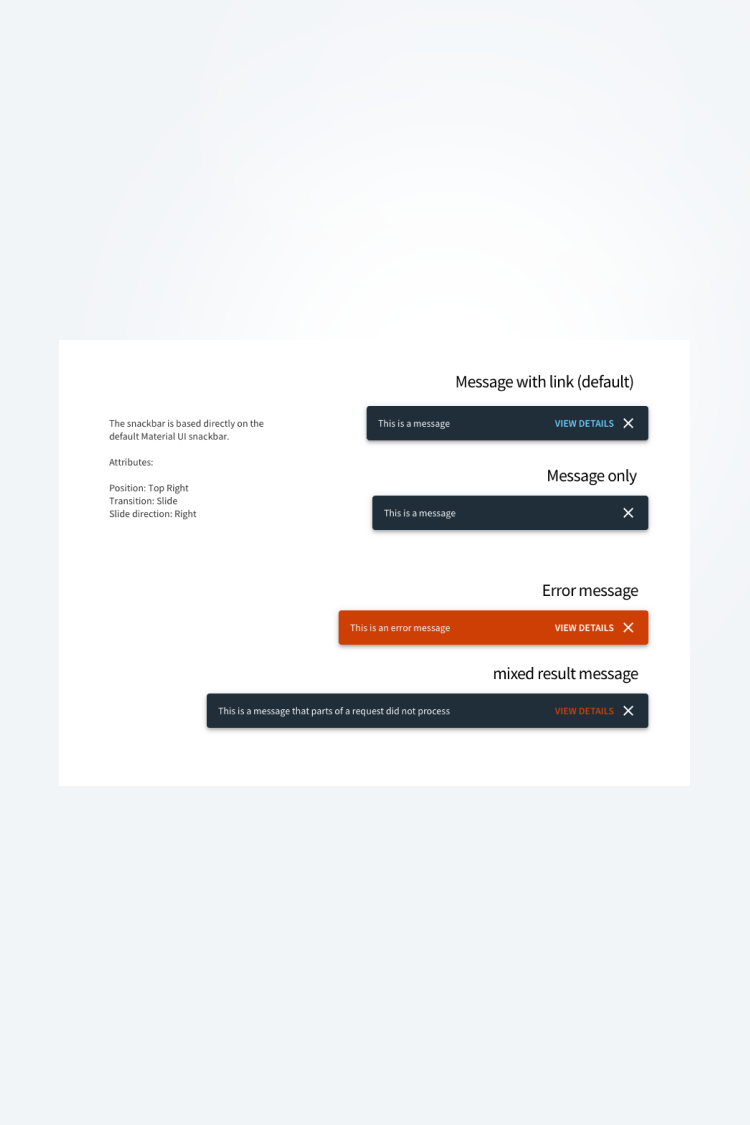 Message with link (default)
The snackbar is based directly on the
default Material UI snackbar.
Attributes:
Position: Top Right
Transition: Slide
Slide direction: Right
This is a message VIEW DETAILS
Message only
This is a message
Error message
This is an error message VIEW DETAILS
mixed result message
This is a message that parts of a request did not process VIEW DETAILS